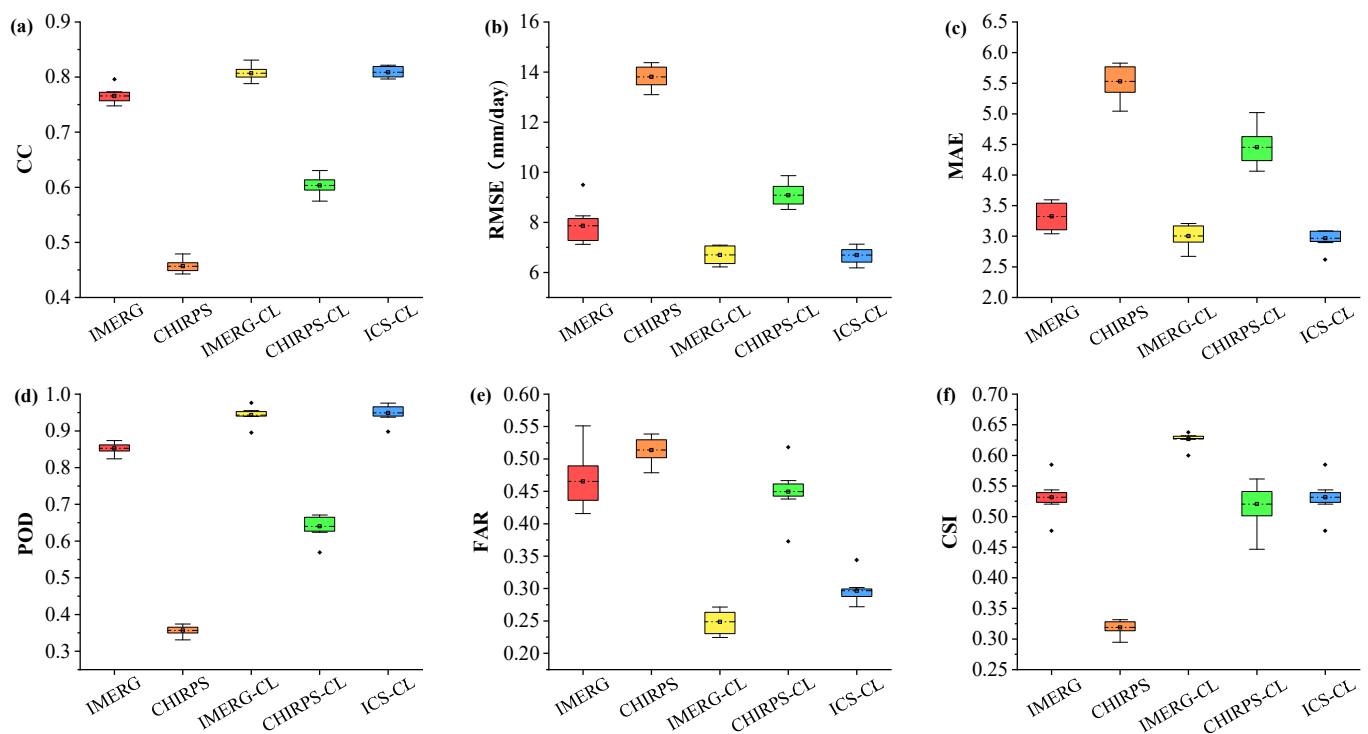 (a)
CC
0.9
0.8
0.7
0.6
0.5
0.4
IMERG
CHIRPS
IMERG-CL
CHIRPS-CL
ICS-CL
(b)
RMSE (mm/day)
16
14
12
10
8
6
IMERG
CHIRPS
IMERG-CL
CHIRPS-CL
ICS-CL
(c)
MAE
6.5
6.0
5.5
5.0
4.5
4.0
3.5
3.0
2.5
2.0
IMERG
CHIRPS
IMERG-CL
CHIRPS-CL
ICS-CL
(d)
POD
1.0
0.9
0.8
0.7
0.6
0.5
0.4
0.3
IMERG
CHIRPS
IMERG-CL
CHIRPS-CL
ICS-CL
(e)
FAR
0.40
0.35
0.50
0.55
0.50
0.45
0.40
0.35
0.30
0.25
0.20
IMERG
CHIRPS
IMERG-CL
CHIRPS-CL
ICS-CL
(f)
CSI
0.70
0.65
0.60
0.55
0.50
0.45
0.40
0.35
0.30
0.25
IMERG
CHIRPS
IMERG-CL
CHIRPS-CL
ICS-CL